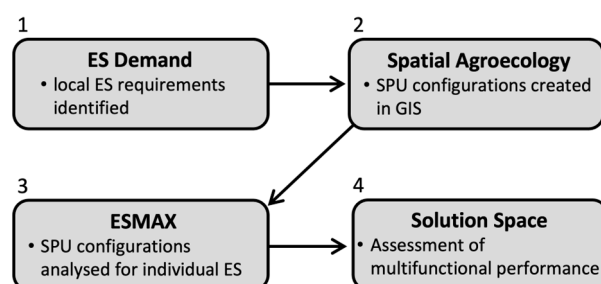 1
ES Demand
• local ES requirements
identified
2
Spatial Agroecology
• SPU configurations created
in GIS
3
ESMAX
• SPU configurations
analysed for individual ES
4
Solution Space
• Assessment of
multifunctional performance